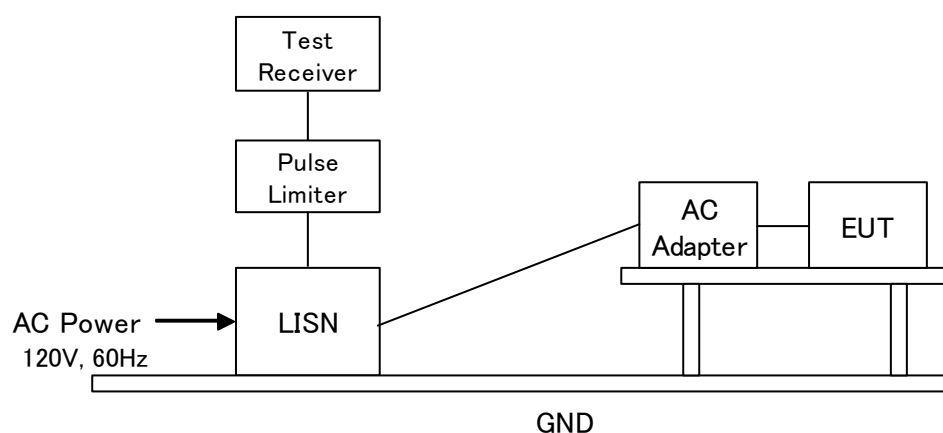 Test
Receiver
Pulse
Limiter
AC
Adapter
EUT
LISN
AC Power
120V, 60Hz
GND